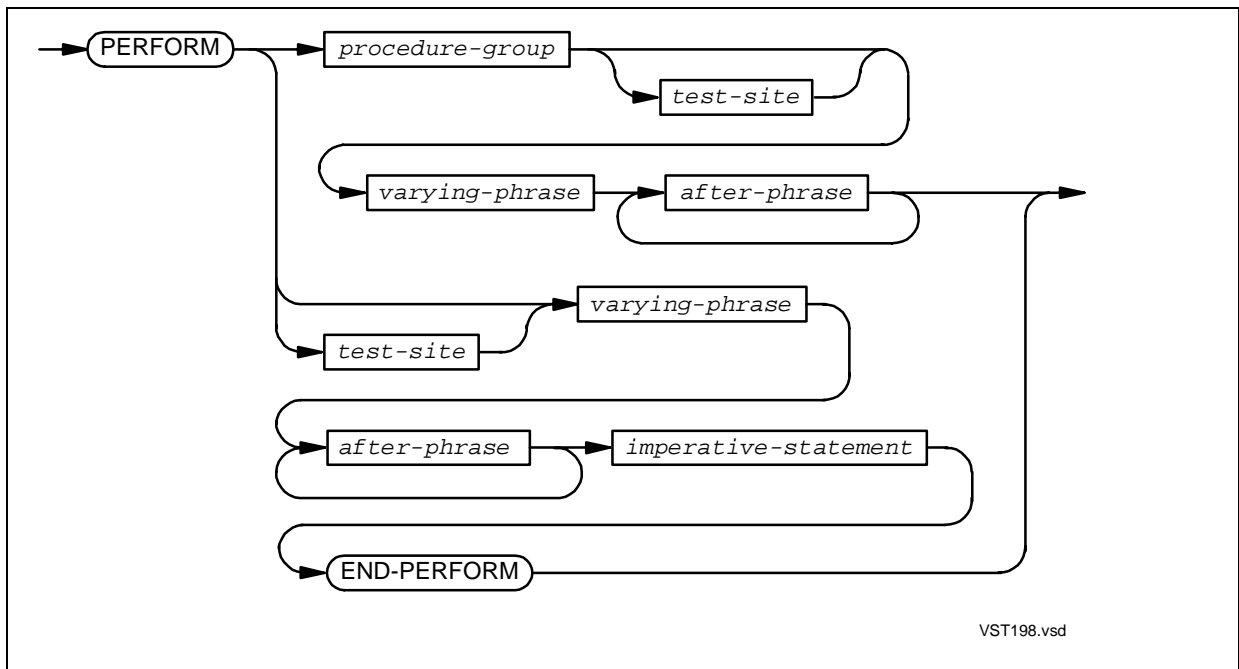 PERFORM procedure-group
test-site
varying-phrase after-phrase
varying-phrase
test-site
after-phrase imperative-statement
END-PERFORM
VST198.vsd